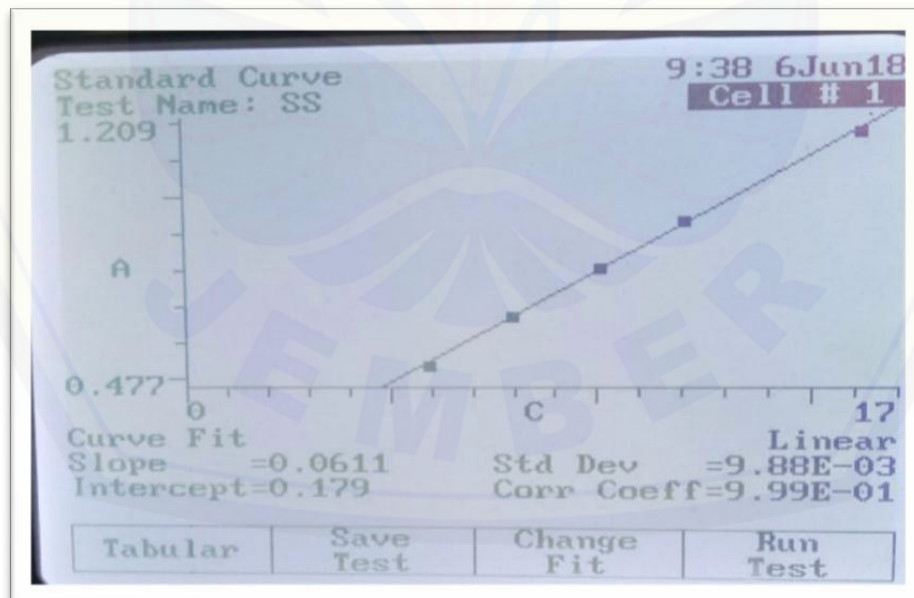 Standard Curve 9:38 6Jun18
Test Name: SS Cell # 1
1.209
A
0.477
0 C 17
Curve Fit Linear
Slope =0.0611 Std Dev =9.88E-03
Intercept=0.179 Corr Coeff=9.99E-01
Tabular Save Test Change Fit Run Test
JEMBER